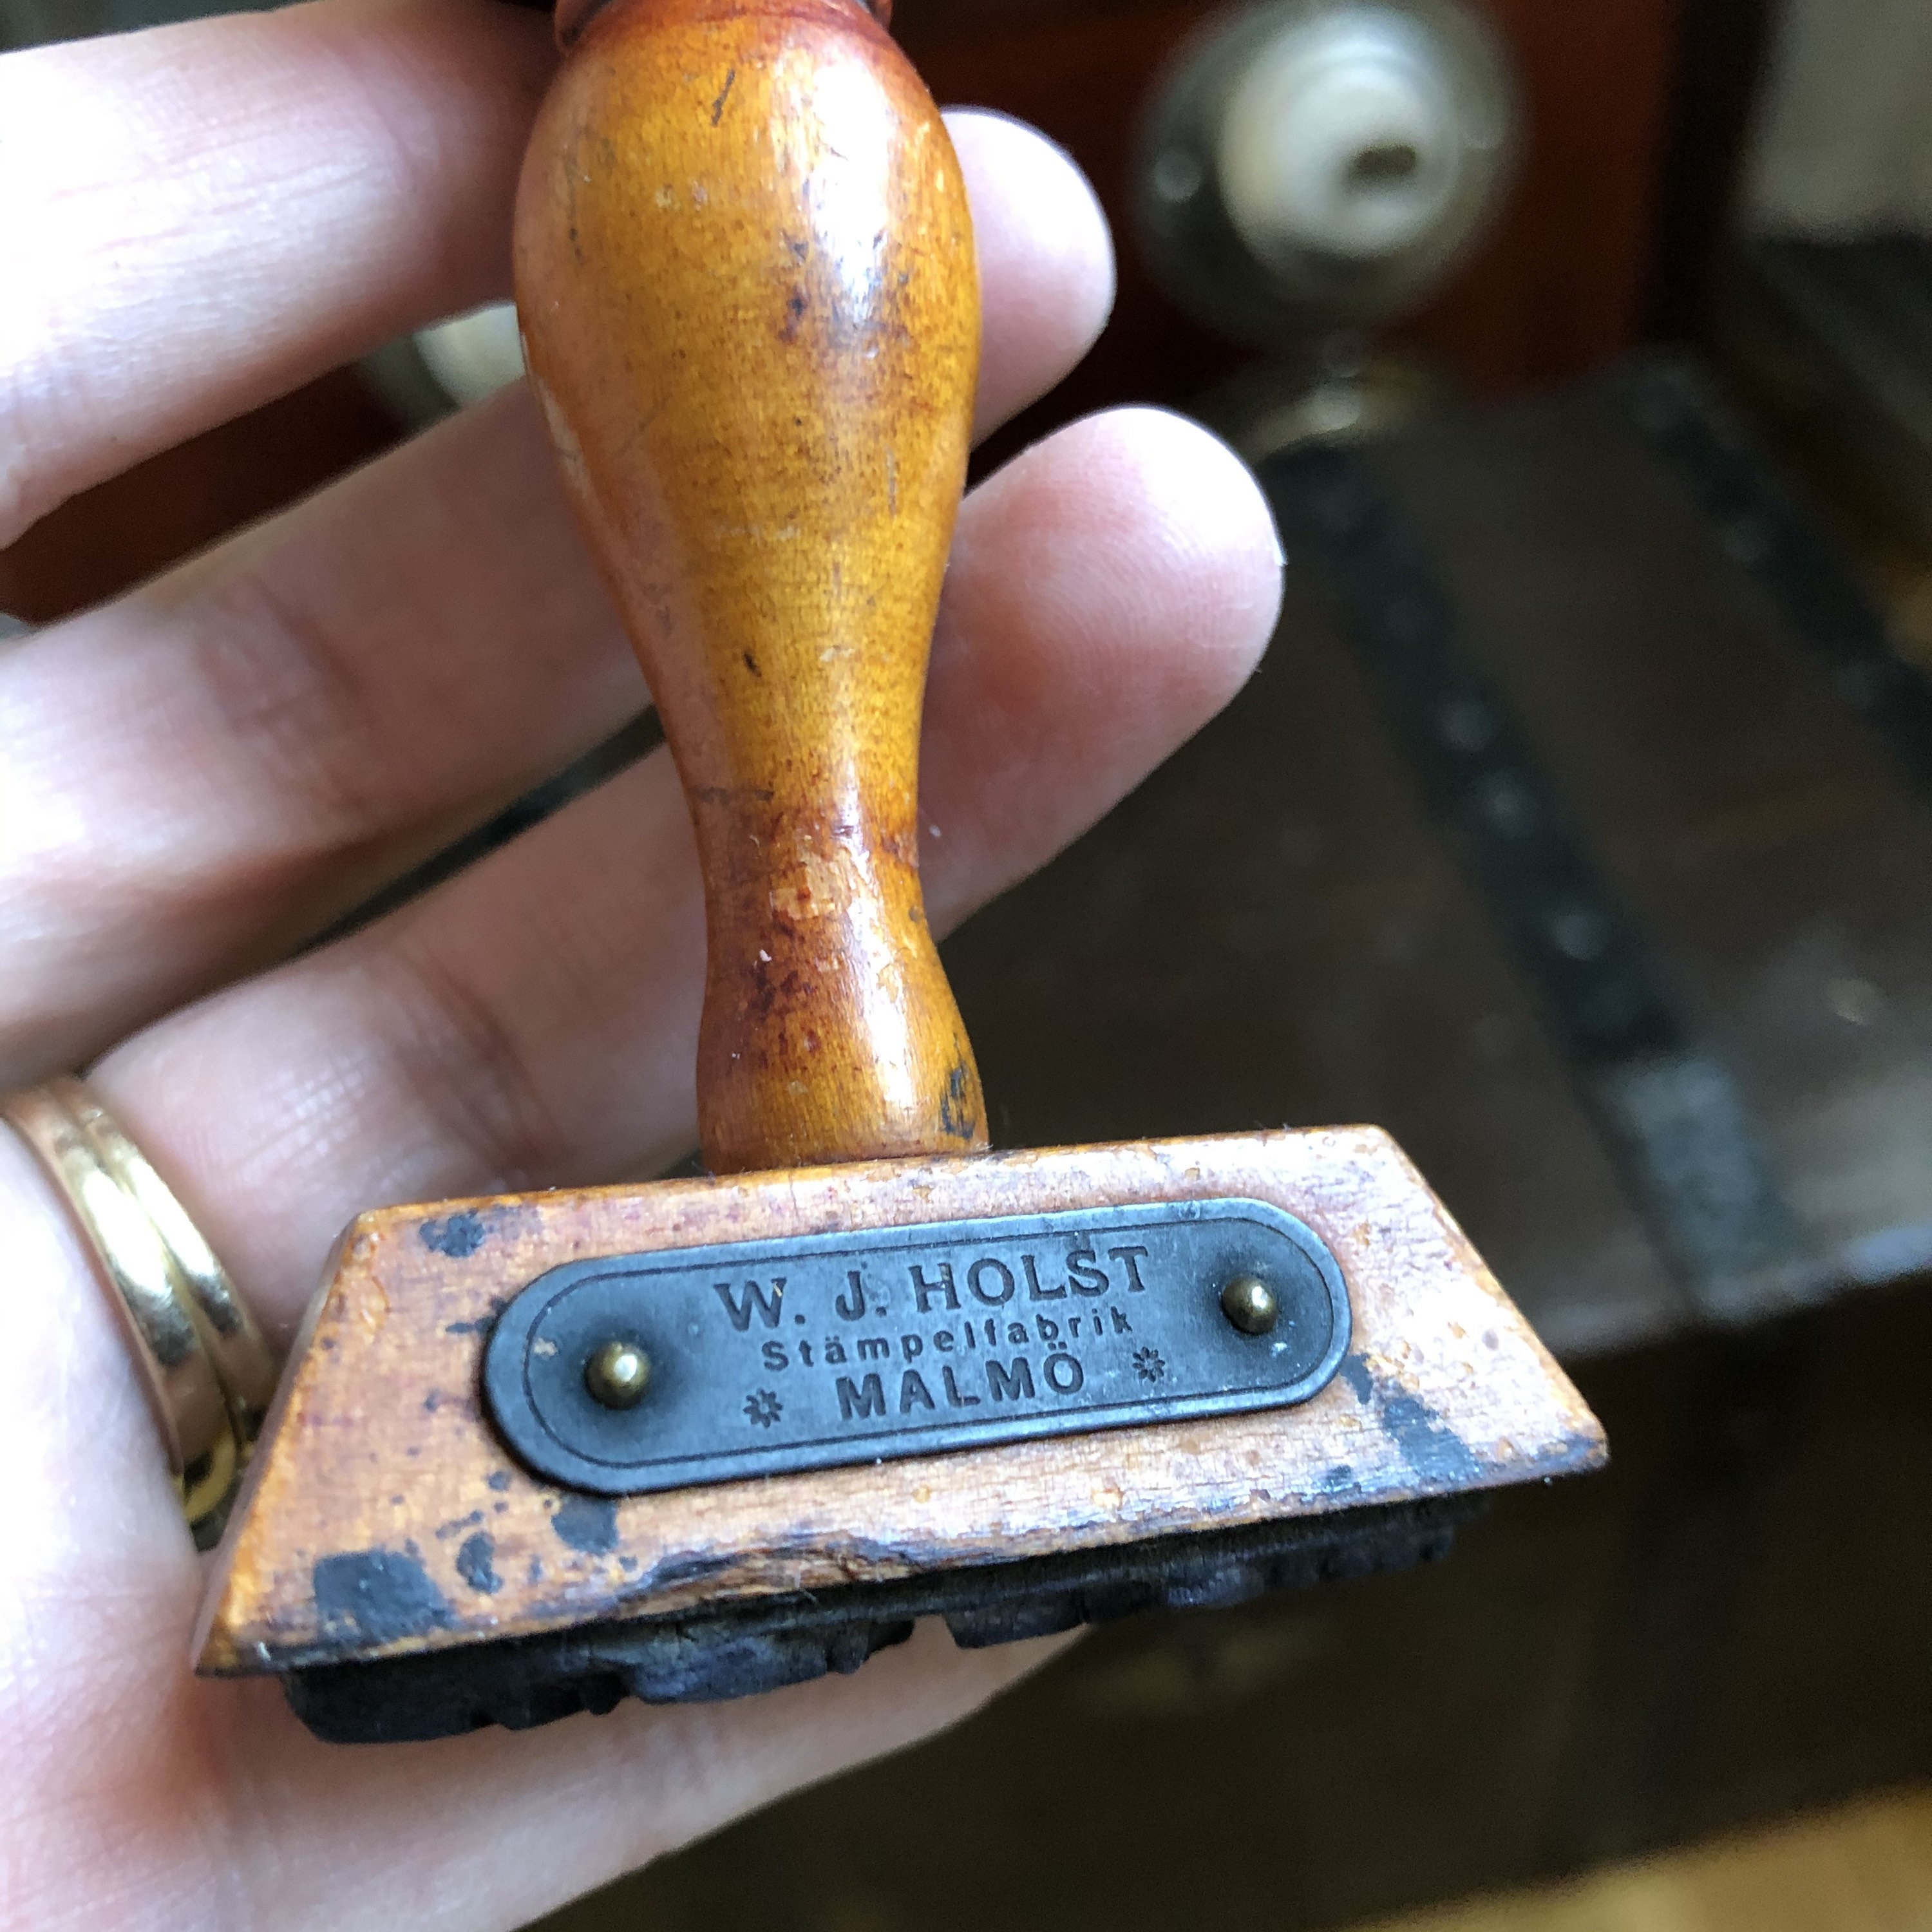 W. J. HOLST
Stämpelfabrik
MALMÖ